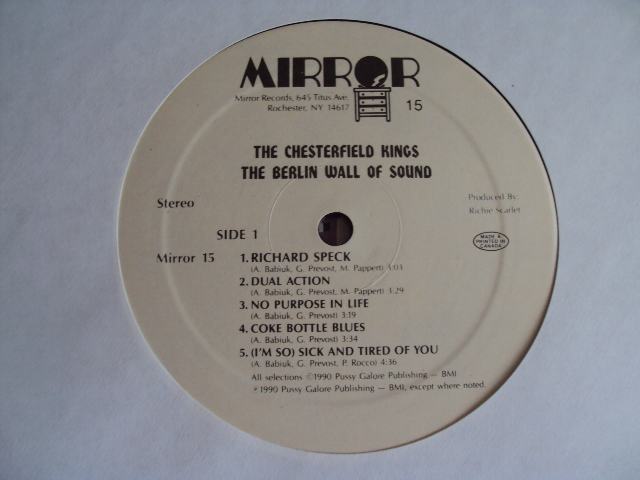 MIRROR
Mirror Records, 645 Titus Ave.
Rochester, NY 14617
15
THE CHESTERFIELD KINGS
THE BERLIN WALL OF SOUND
Stereo
Produced By:
Richie Scarlet
SIDE 1
MADE &
PRINTED IN
CANADA
Mirror 15
1. RICHARD SPECK
(A. Babiuk, G. Prevost, M. Pappert) 3:03
2. DUAL ACTION
(A. Babiuk, G. Prevost, M. Pappert) 3:29
3. NO PURPOSE IN LIFE
(A. Babiuk, G. Prevost) 3:19
4. COKE BOTTLE BLUES
(A. Babiuk, G. Prevost) 3:34
5. (I'M SO) SICK AND TIRED OF YOU
(A. Babiuk, G. Prevost, P. Rocco) 4:36
All selections ©1990 Pussy Galore Publishing — BMI
℗1990 Pussy Galore Publishing — BMI, except where noted.